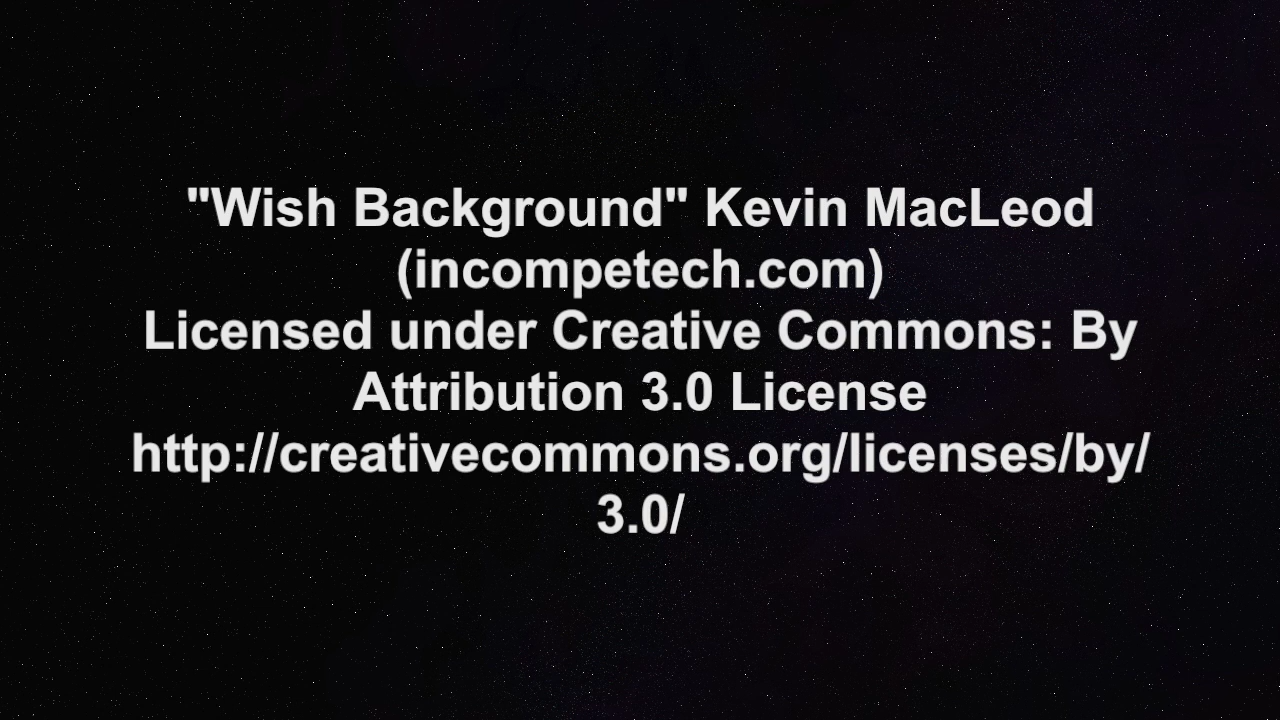 "Wish Background" Kevin MacLeod
(incompetech.com)
Licensed under Creative Commons: By
Attribution 3.0 License
http://creativecommons.org/licenses/by/
3.0/